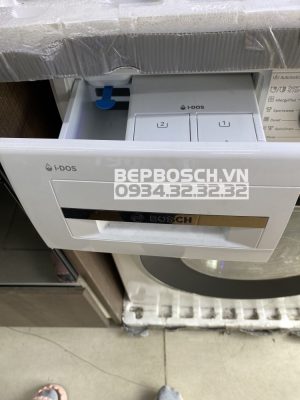 i-DOS
2
1
i-DOS
BEPBOSCH.VN
0934.32.32.32
BOSCH